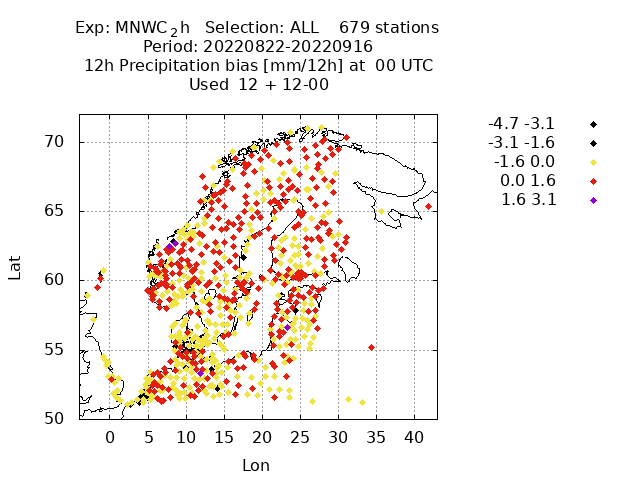 Exp: MNWC_2h Selection: ALL 679 stations
Period: 20220822-20220916
12h Precipitation bias [mm/12h] at 00 UTC
Used 12 + 12-00
-4.7 -3.1
-3.1 -1.6
-1.6 0.0
0.0 1.6
1.6 3.1
70
65
60
55
50
Lat
0 5 10 15 20 25 30 35 40
Lon